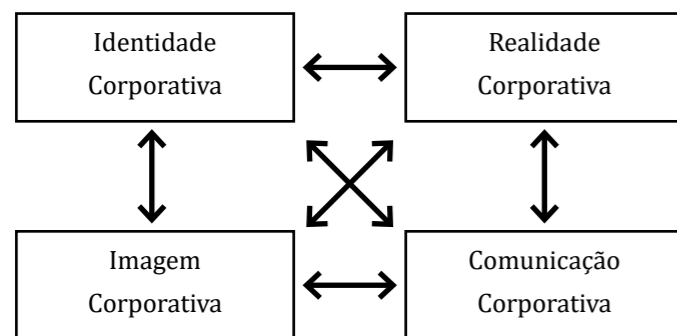 Identidade
Corporativa
Realidade
Corporativa
Imagem
Corporativa
Comunicação
Corporativa